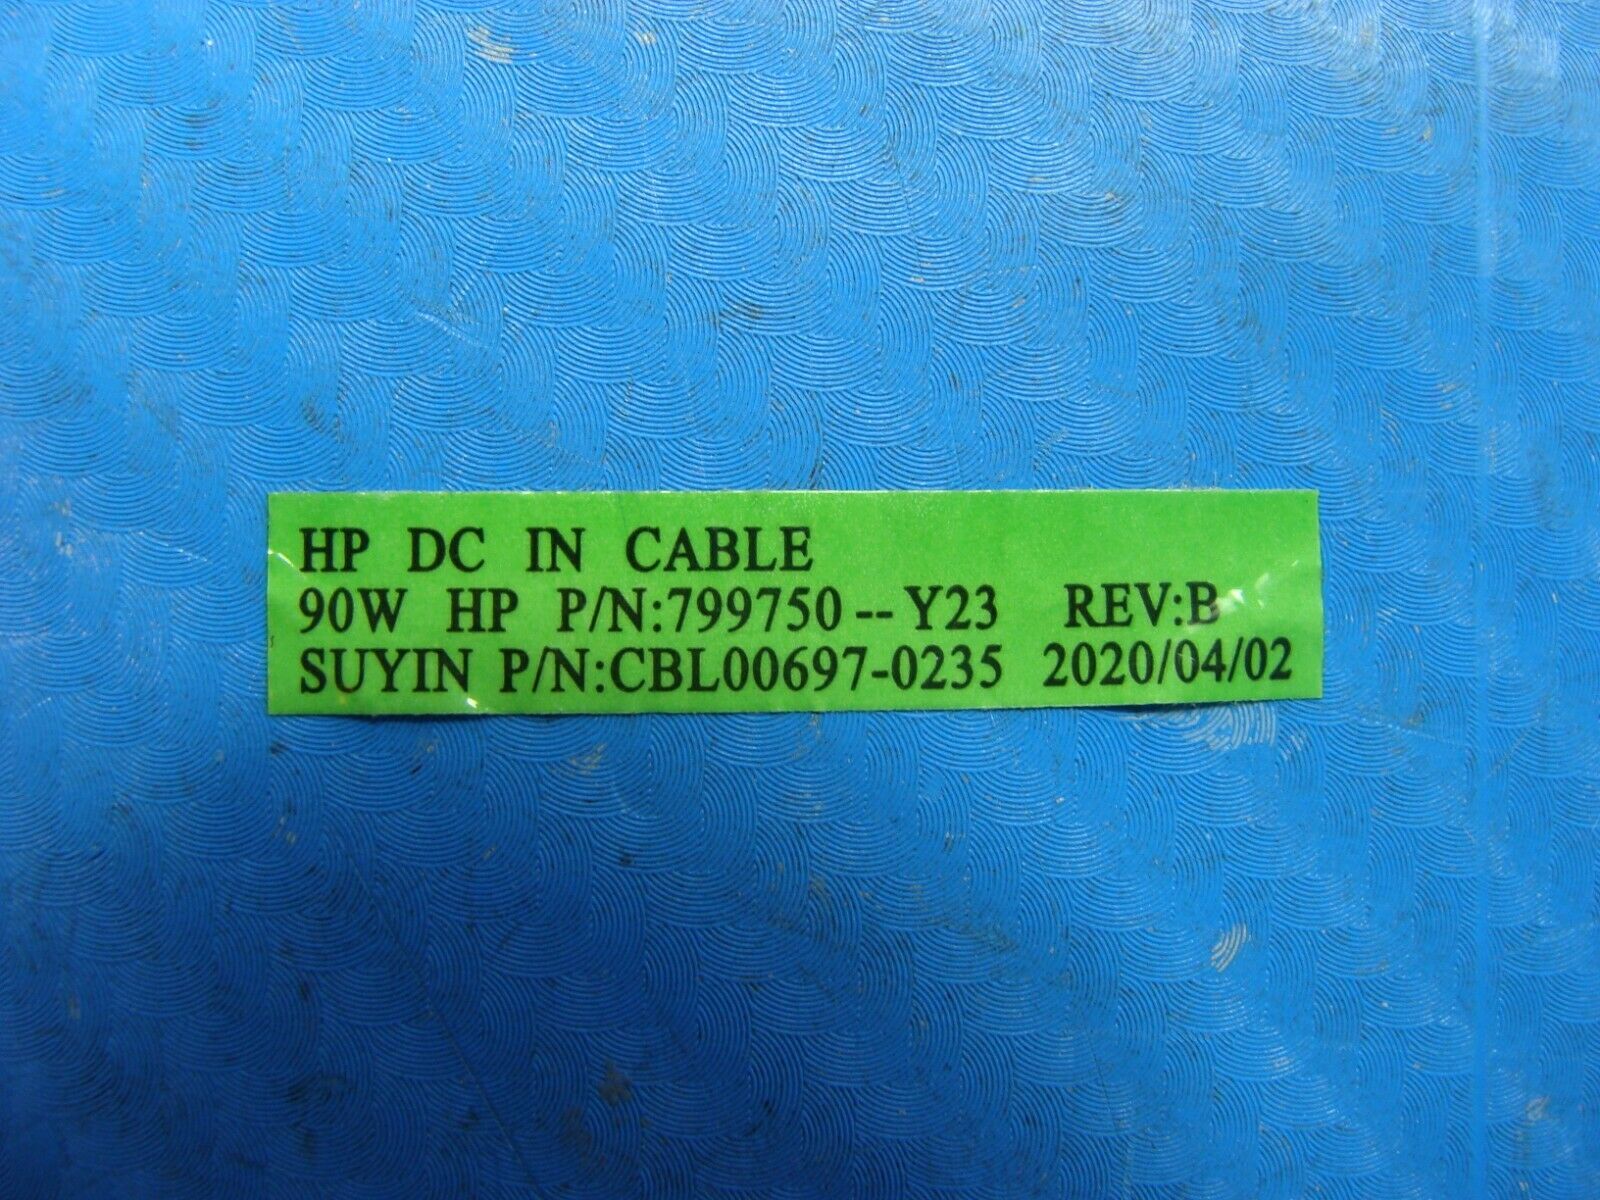 HP DC IN CABLE
90W HP P/N:799750--Y23 REV:B
SUYIN P/N:CBL00697-0235 2020/04/02